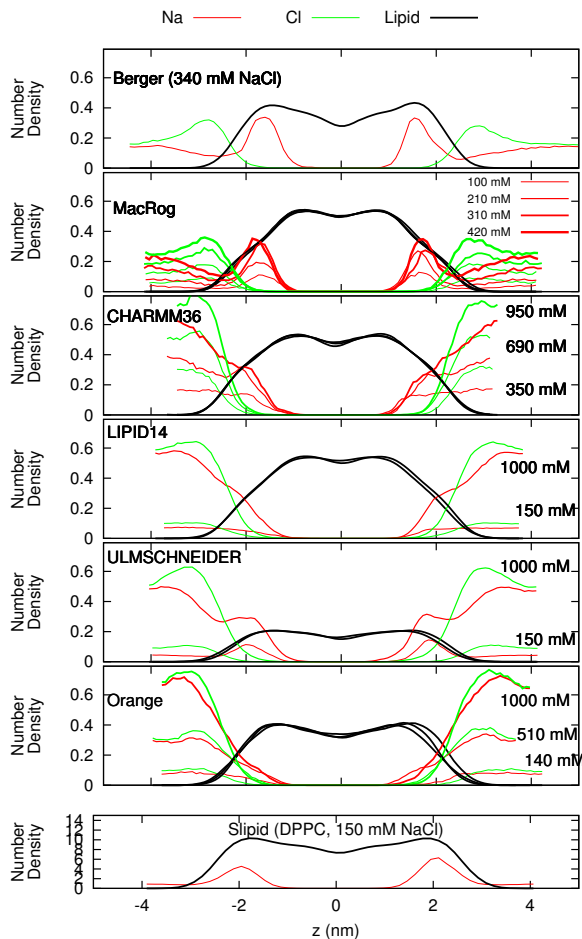 Na Cl Lipid
Number Density
0.6
0.4
0.2
0
Berger (340 mM NaCl)
Number Density
0.6
0.4
0.2
0
MacRog
100 mM
210 mM
310 mM
420 mM
Number Density
0.6
0.4
0.2
0
CHARMM36
950 mM
690 mM
350 mM
Number Density
0.6
0.4
0.2
0
LIPID14
1000 mM
150 mM
Number Density
0.6
0.4
0.2
0
ULMSCHNEIDER
1000 mM
150 mM
Number Density
0.6
0.4
0.2
0
Orange
1000 mM
510 mM
140 mM
Number Density
14
12
10
8
6
4
2
0
Slipid (DPPC, 150 mM NaCl)
-4 -2 0 2 4
z (nm)